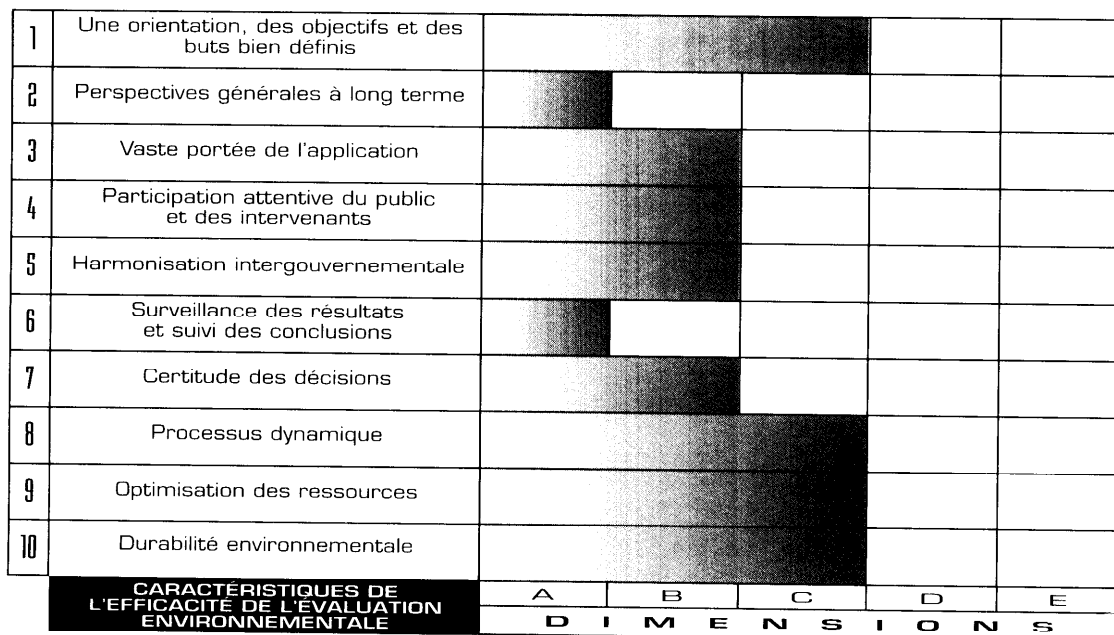 1
Une orientation, des objectifs et des
buts bien définis
2
Perspectives générales à long terme
3
Vaste portée de l'application
4
Participation attentive du public
et des intervenants
5
Harmonisation intergouvernementale
6
Surveillance des résultats
et suivi des conclusions
7
Certitude des décisions
8
Processus dynamique
9
Optimisation des ressources
10
Durabilité environnementale
CARACTÉRISTIQUES DE
L'EFFICACITÉ DE L'ÉVALUATION
ENVIRONNEMENTALE
A B C D E
DIMENSIONS